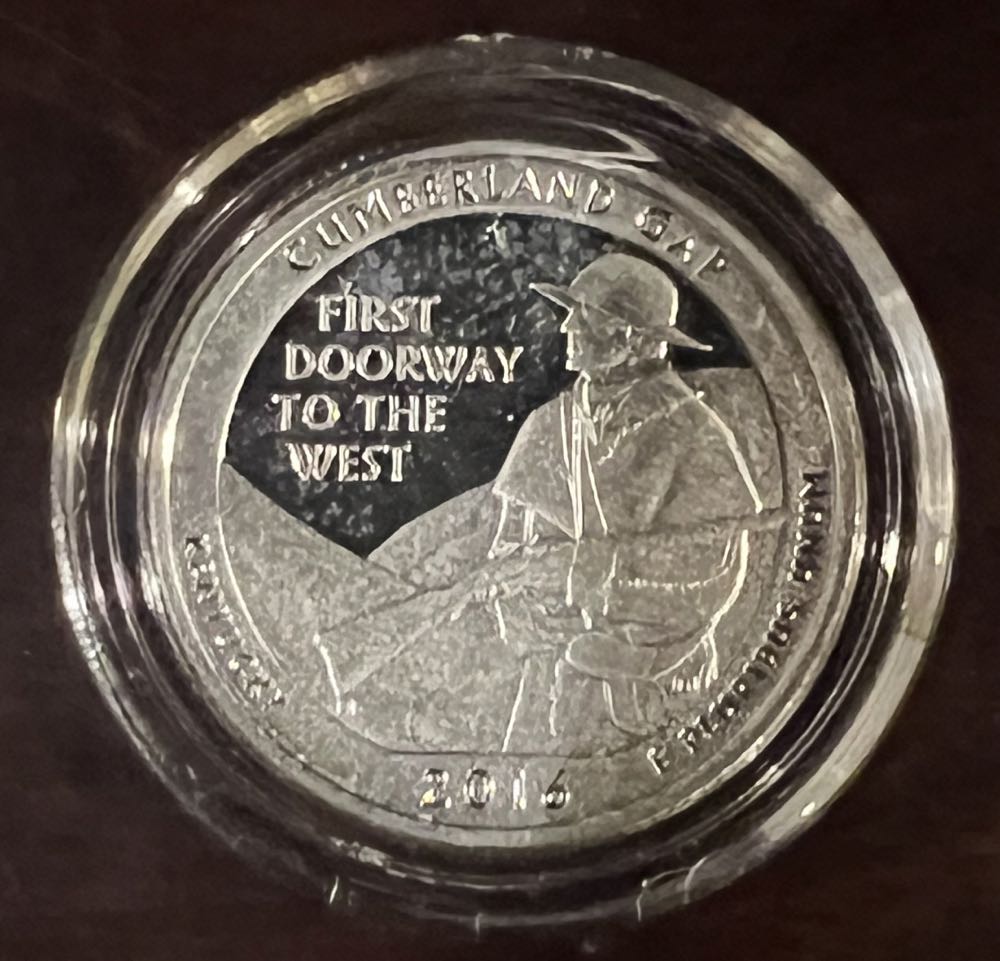 CUMBERLAND GAP
FIRST
DOORWAY
TO THE
WEST
KENTUCKY
E PLURIBUS UNUM
2016